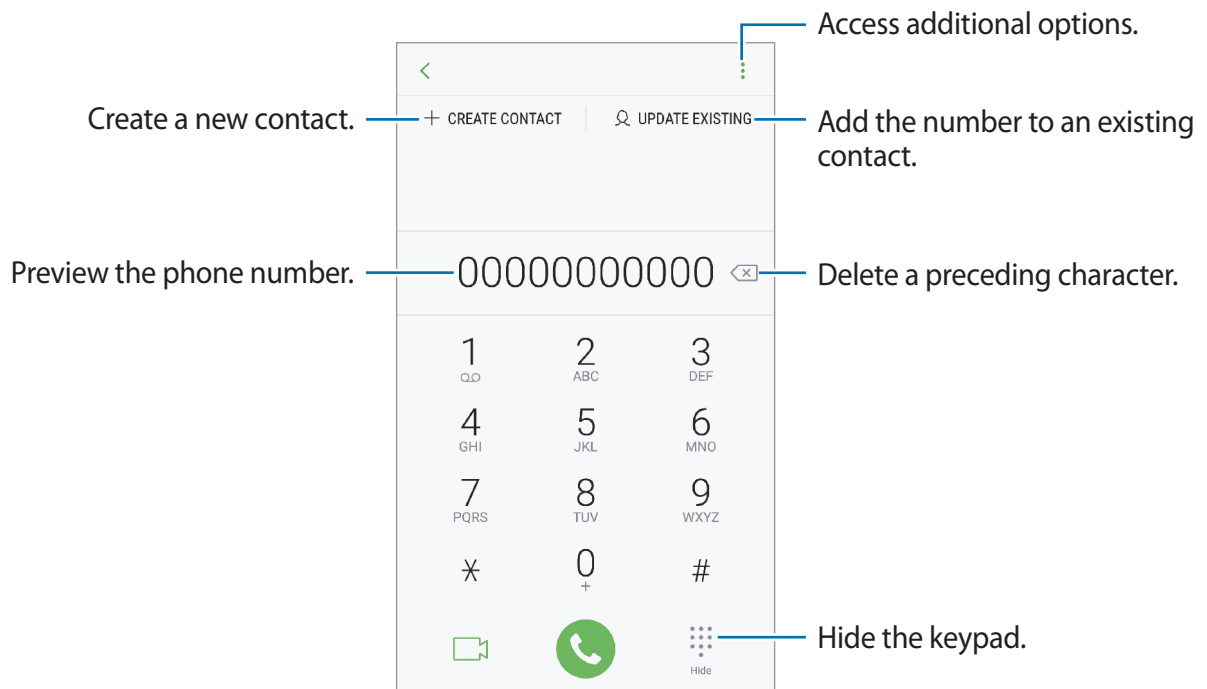 Access additional options.
Create a new contact.
CREATE CONTACT
UPDATE EXISTING
Add the number to an existing
contact.
Preview the phone number.
00000000000
Delete a preceding character.
1 2 3
ABC DEF
4 5 6
GHI JKL MNO
7 8 9
PQRS TUV WXYZ
* 0 #
+
Hide the keypad.
Hide